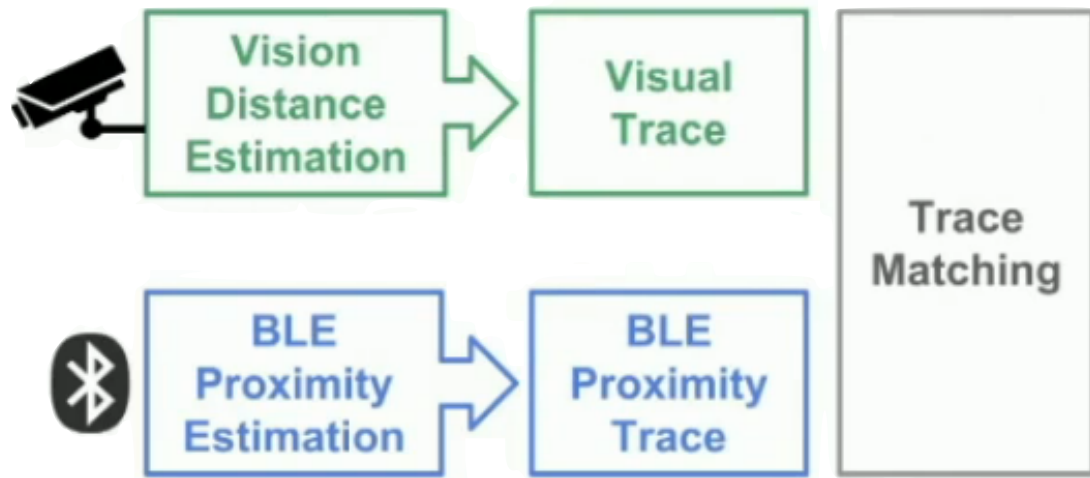 Vision
Distance
Estimation
Visual
Trace
BLE
Proximity
Estimation
BLE
Proximity
Trace
Trace
Matching